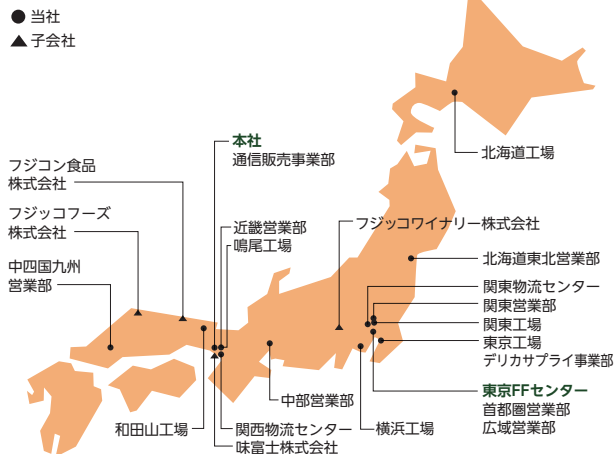 ● 当社
▲ 子会社
本社
通信販売事業部
フジコン食品
株式会社
フジッコフーズ
株式会社
中四国九州
営業部
近畿営業部
鳴尾工場
フジッコワイナリー株式会社
北海道工場
北海道東北営業部
関東物流センター
関東営業部
関東工場
東京工場
デリカサプライ事業部
東京FFセンター
首都圏営業部
広域営業部
中部営業部
和田山工場
関西物流センター
味富士株式会社
横浜工場